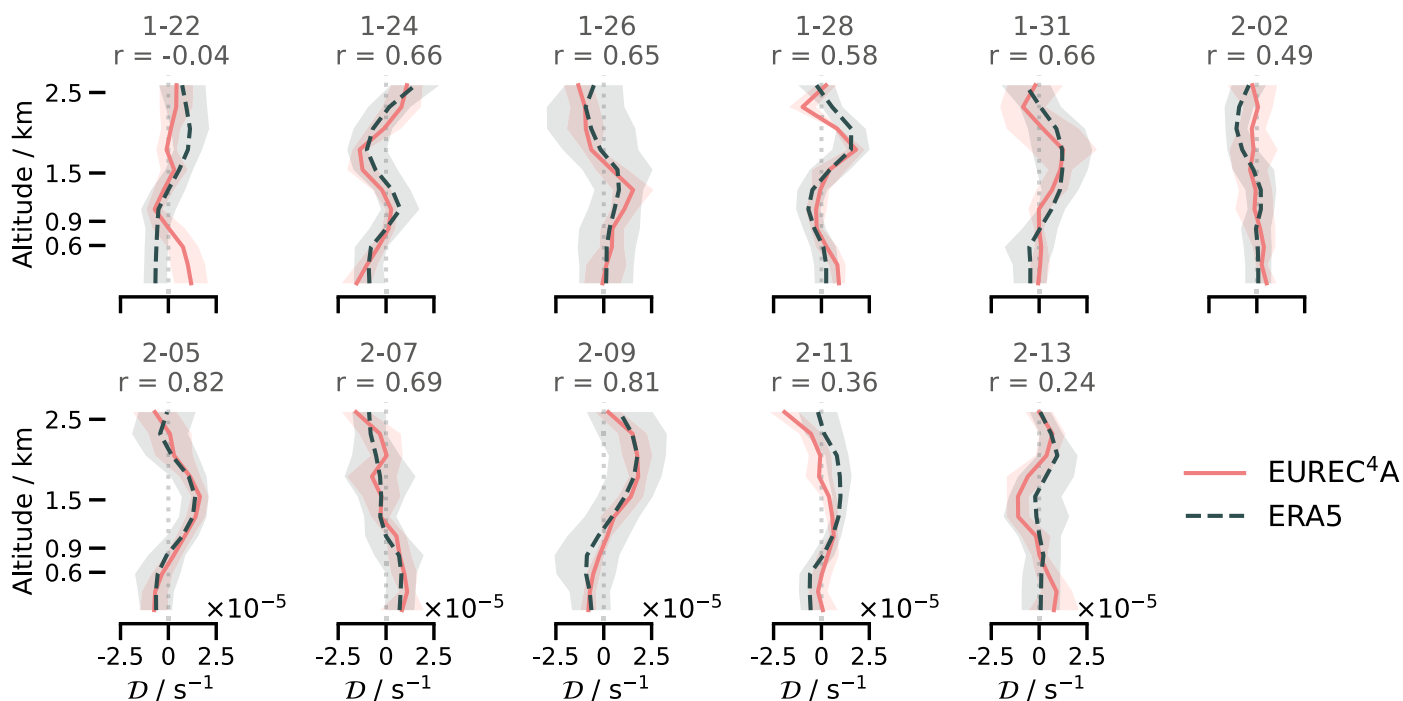 1-22 1-24 1-26 1-28 1-31 2-02
r = -0.04 r = 0.66 r = 0.65 r = 0.58 r = 0.66 r = 0.49
Altitude / km
2.5
1.5
0.9
0.6
2-05 2-07 2-09 2-11 2-13
r = 0.82 r = 0.69 r = 0.81 r = 0.36 r = 0.24
Altitude / km
2.5
1.5
0.9
0.6
EUREC⁴A
ERA5
×10⁻⁵ ×10⁻⁵ ×10⁻⁵ ×10⁻⁵ ×10⁻⁵
-2.5 0 2.5 -2.5 0 2.5 -2.5 0 2.5 -2.5 0 2.5 -2.5 0 2.5
𝒟 / s⁻¹ 𝒟 / s⁻¹ 𝒟 / s⁻¹ 𝒟 / s⁻¹ 𝒟 / s⁻¹